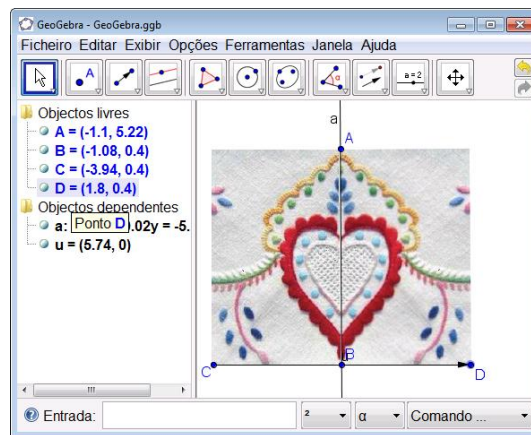 GeoGebra - GeoGebra.ggb
Ficheiro Editar Exibir Opções Ferramentas Janela Ajuda
A
α
a=2
Objectos livres
A = (-1.1, 5.22)
B = (-1.08, 0.4)
C = (-3.94, 0.4)
D = (1.8, 0.4)
Objectos dependentes
a: Ponto D .02y = -5.
u = (5.74, 0)
a
A
B
C
D
Entrada:
²
α
Comando ...